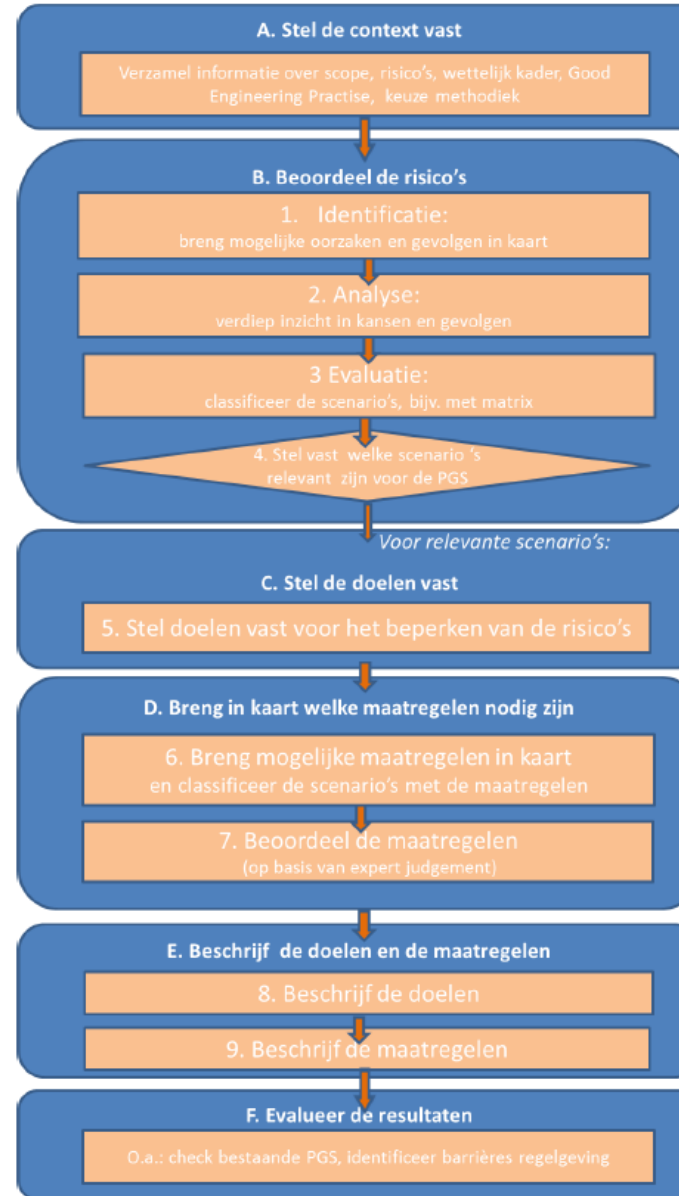 A. Stel de context vast
Verzamel informatie over scope, risico's, wettelijk kader, Good
Engineering Practise, keuze methodiek
B. Beoordeel de risico's
1. Identificatie:
breng mogelijke oorzaken en gevolgen in kaart
2. Analyse:
verdiep inzicht in kansen en gevolgen
3 Evaluatie:
classificeer de scenario's, bijv. met matrix
4. Stel vast welke scenario 's
relevant zijn voor de PGS
Voor relevante scenario's:
C. Stel de doelen vast
5. Stel doelen vast voor het beperken van de risico's
D. Breng in kaart welke maatregelen nodig zijn
6. Breng mogelijke maatregelen in kaart
en classificeer de scenario's met de maatregelen
7. Beoordeel de maatregelen
(op basis van expert judgement)
E. Beschrijf de doelen en de maatregelen
8. Beschrijf de doelen
9. Beschrijf de maatregelen
F. Evalueer de resultaten
O.a.: check bestaande PGS, identificeer barrières regelgeving